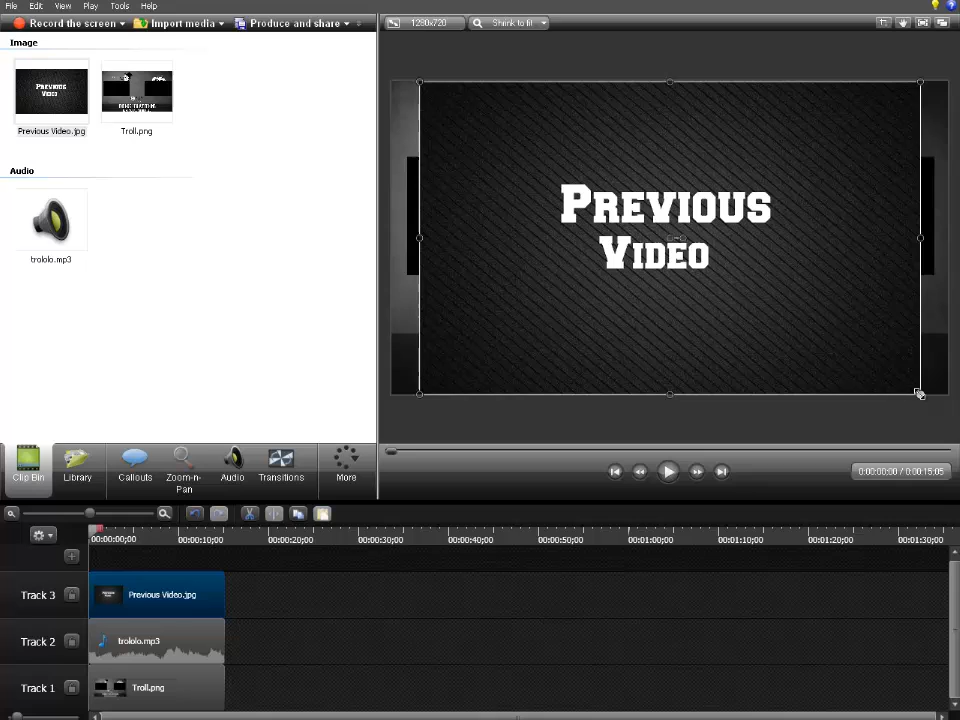 File Edit View Play Tools Help
Record the screen Import media Produce and share
1280x720 Shrink to fit
Image
PREVIOUS
VIDEO
Previous Video.jpg Troll.png
Audio
trololo.mp3
PREVIOUS
VIDEO
Clip Bin Library Callouts Zoom-n-Pan Audio Transitions More
0:00:00;00 / 0:00:15;05
00:00:00;00 00:00:10;00 00:00:20;00 00:00:30;00 00:00:40;00 00:00:50;00 00:01:00;00 00:01:10;00 00:01:20;00 00:01:30;00
Track 3 Previous Video.jpg
Track 2 trololo.mp3
Track 1 Troll.png